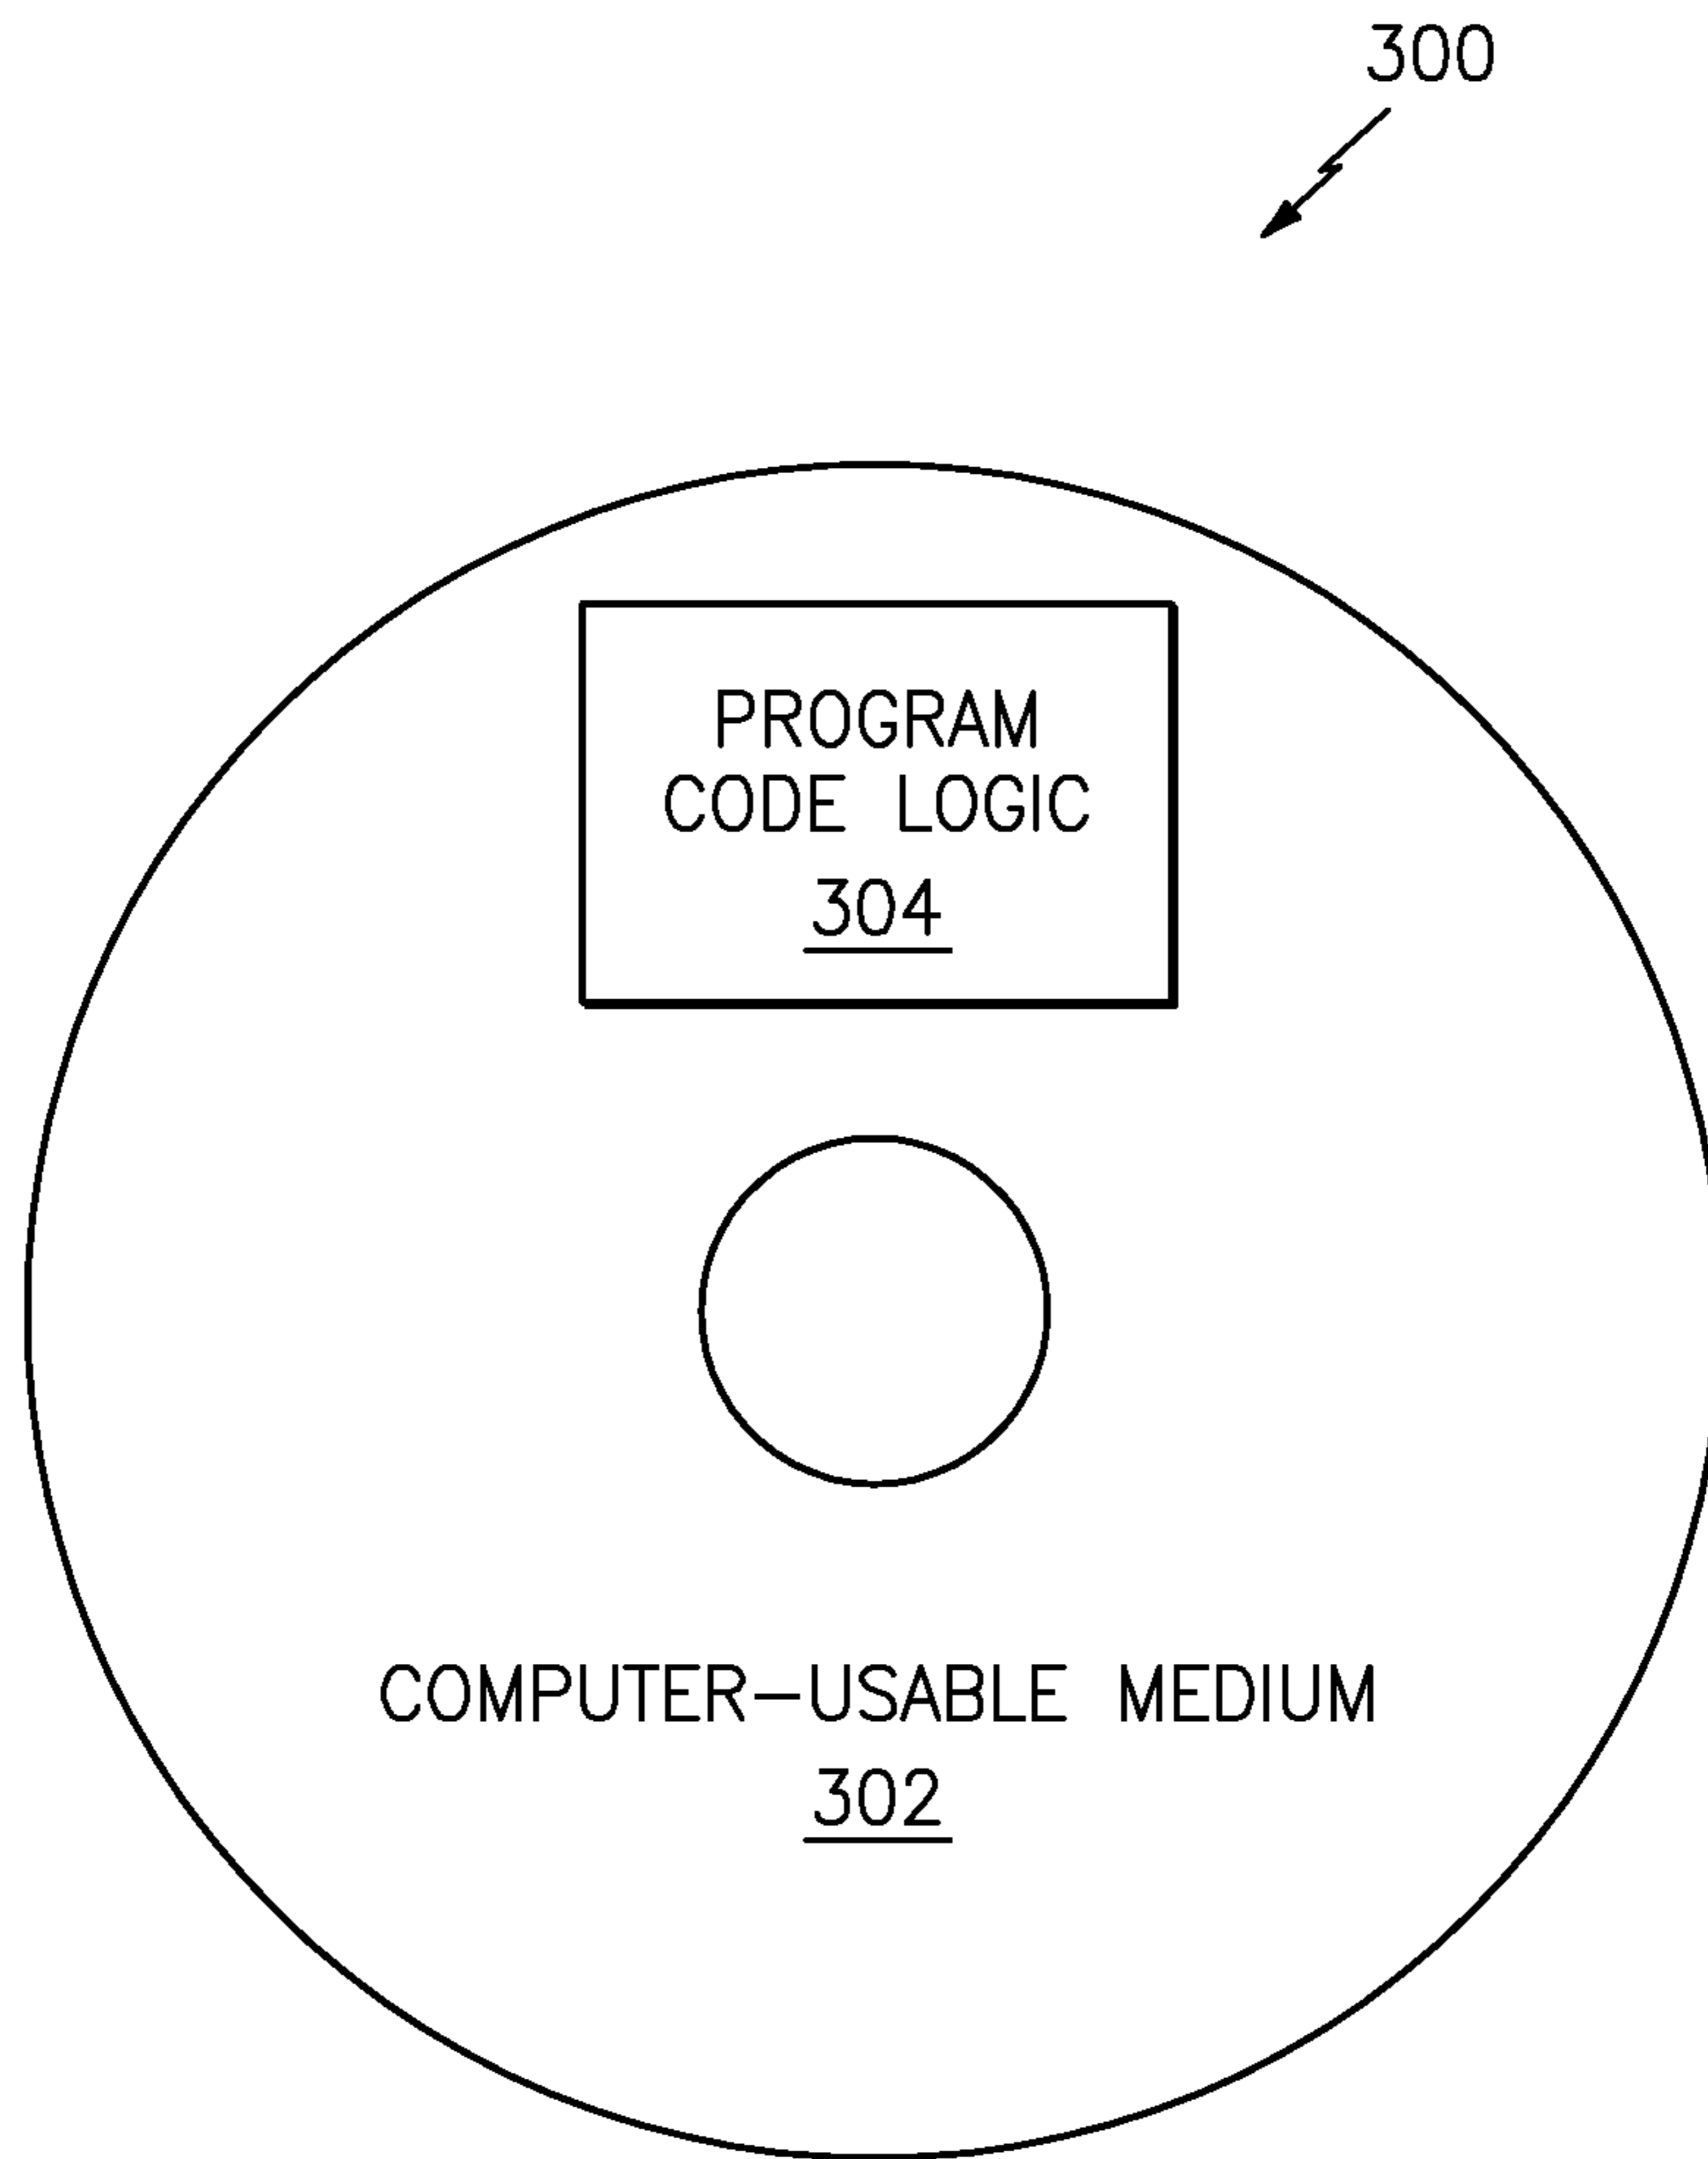 300
PROGRAM
CODE LOGIC
304
COMPUTER-USABLE MEDIUM
302